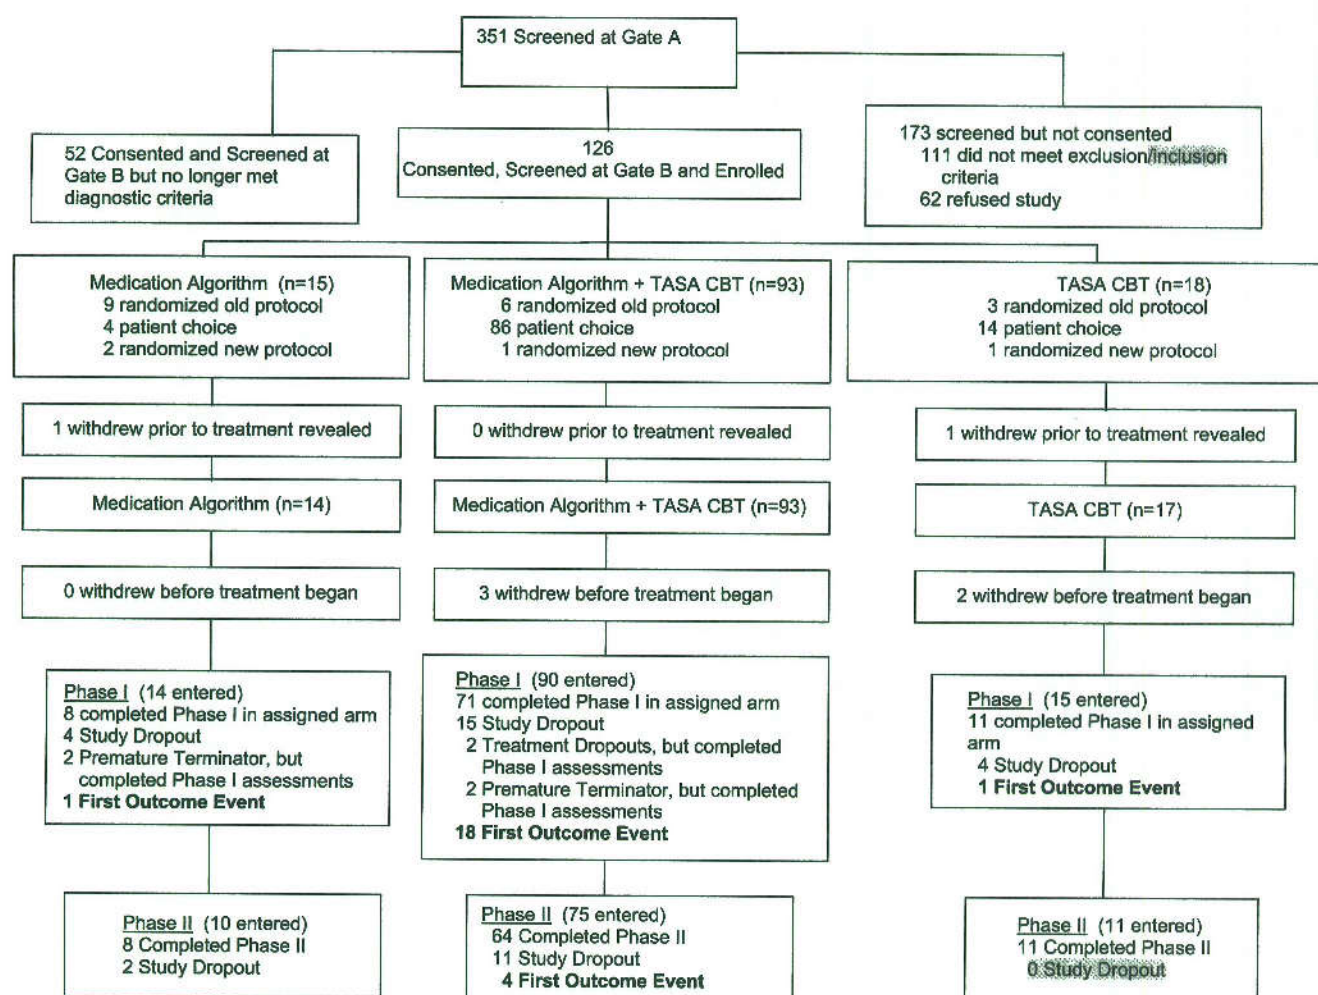 351 Screened at Gate A
52 Consented and Screened at
Gate B but no longer met
diagnostic criteria
126
Consented, Screened at Gate B and Enrolled
173 screened but not consented
111 did not meet exclusion/inclusion
criteria
62 refused study
Medication Algorithm (n=15)
9 randomized old protocol
4 patient choice
2 randomized new protocol
Medication Algorithm + TASA CBT (n=93)
6 randomized old protocol
86 patient choice
1 randomized new protocol
TASA CBT (n=18)
3 randomized old protocol
14 patient choice
1 randomized new protocol
1 withdrew prior to treatment revealed
0 withdrew prior to treatment revealed
1 withdrew prior to treatment revealed
Medication Algorithm (n=14)
Medication Algorithm + TASA CBT (n=93)
TASA CBT (n=17)
0 withdrew before treatment began
3 withdrew before treatment began
2 withdrew before treatment began
Phase I (14 entered)
8 completed Phase I in assigned arm
4 Study Dropout
2 Premature Terminator, but
completed Phase I assessments
1 First Outcome Event
Phase I (90 entered)
71 completed Phase I in assigned arm
15 Study Dropout
2 Treatment Dropouts, but completed
Phase I assessments
2 Premature Terminator, but completed
Phase I assessments
18 First Outcome Event
Phase I (15 entered)
11 completed Phase I in assigned
arm
4 Study Dropout
1 First Outcome Event
Phase II (10 entered)
8 Completed Phase II
2 Study Dropout
Phase II (75 entered)
64 Completed Phase II
11 Study Dropout
4 First Outcome Event
Phase II (11 entered)
11 Completed Phase II
0 Study Dropout